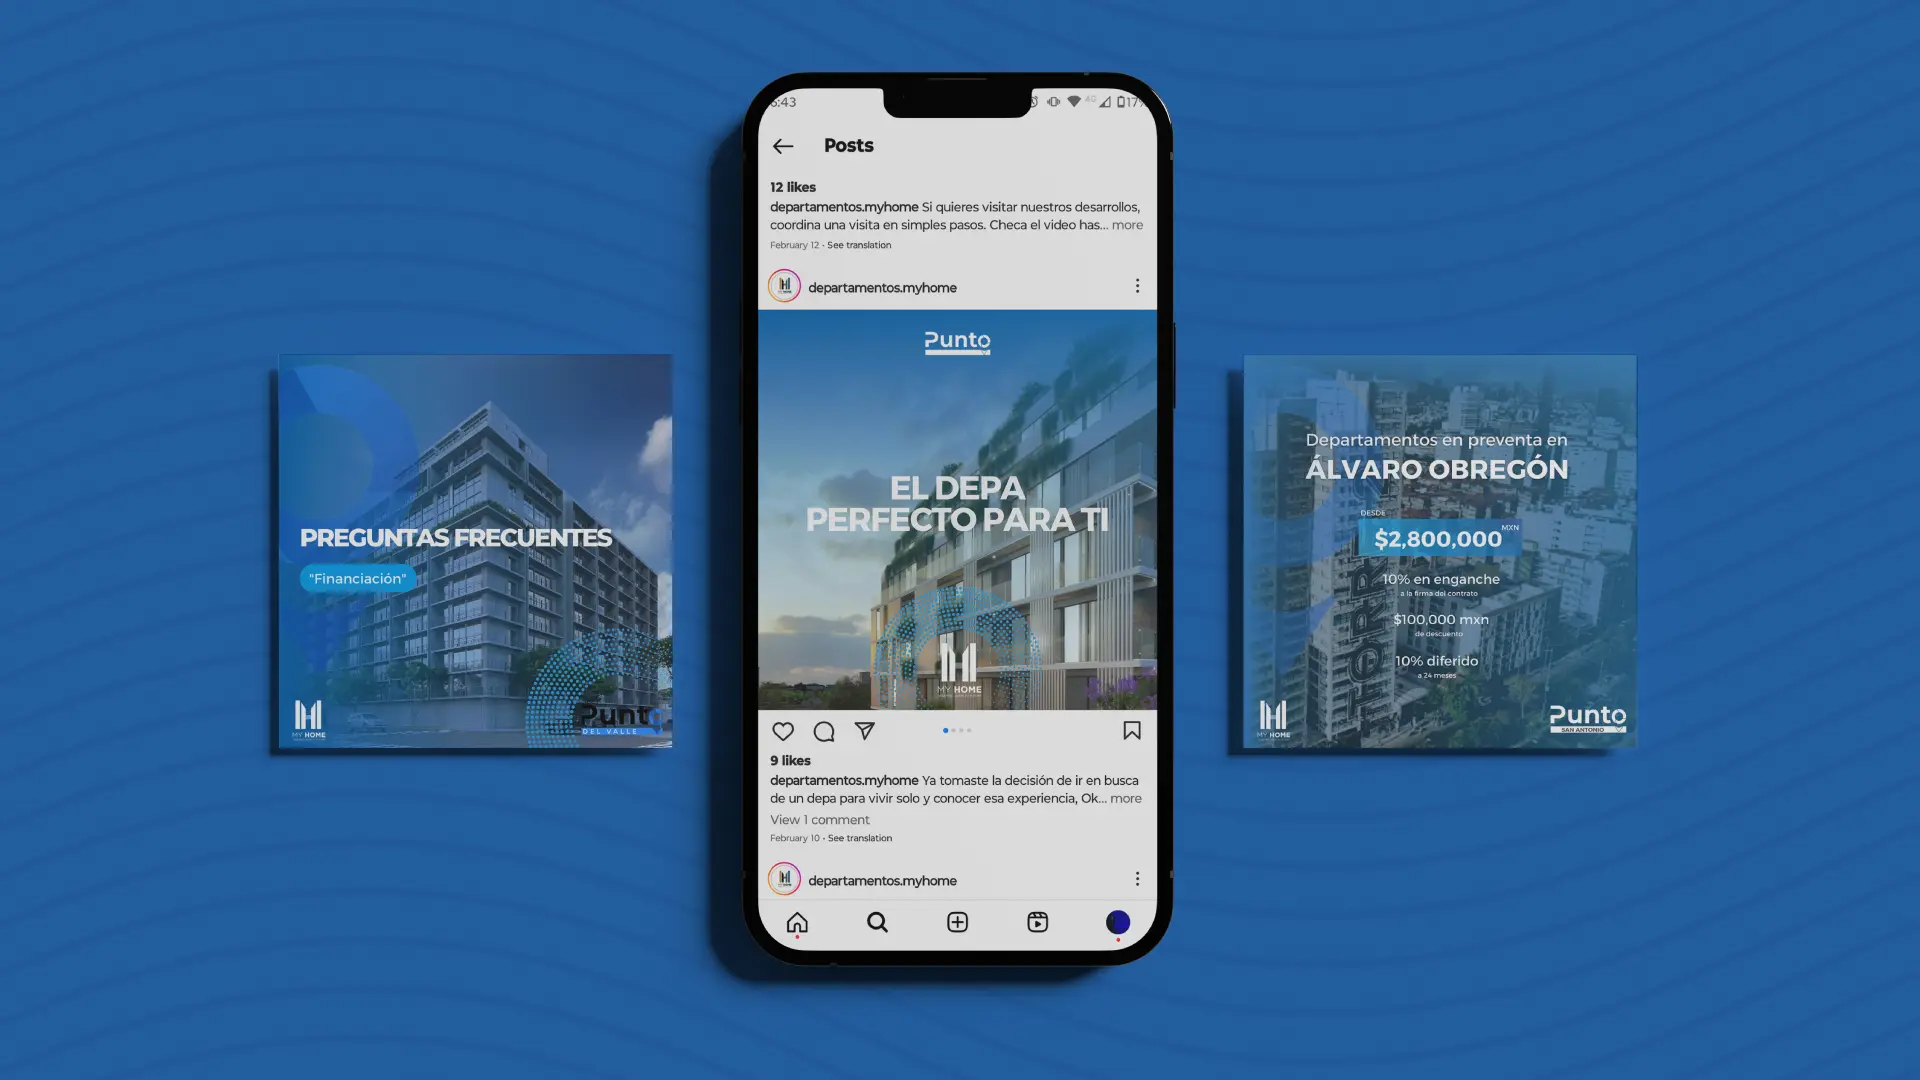 6:43
4G
17%
Posts
12 likes
departamentos.myhome Si quieres visitar nuestros desarrollos,
coordina una visita en simples pasos. Checa el video has... more
February 12 · See translation
departamentos.myhome
Punto
EL DEPA
PERFECTO PARA TI
MY HOME
9 likes
departamentos.myhome Ya tomaste la decisión de ir en busca
de un depa para vivir solo y conocer esa experiencia, Ok... more
View 1 comment
February 10 · See translation
departamentos.myhome
PREGUNTAS FRECUENTES
"Financiación"
MY HOME
Punto
DEL VALLE
Departamentos en preventa en
ÁLVARO OBREGÓN
DESDE
$2,800,000 MXN
10% en enganche
a la firma del contrato
$100,000 mxn
de descuento
10% diferido
a 24 meses
MY HOME
Punto
SAN ANTONIO